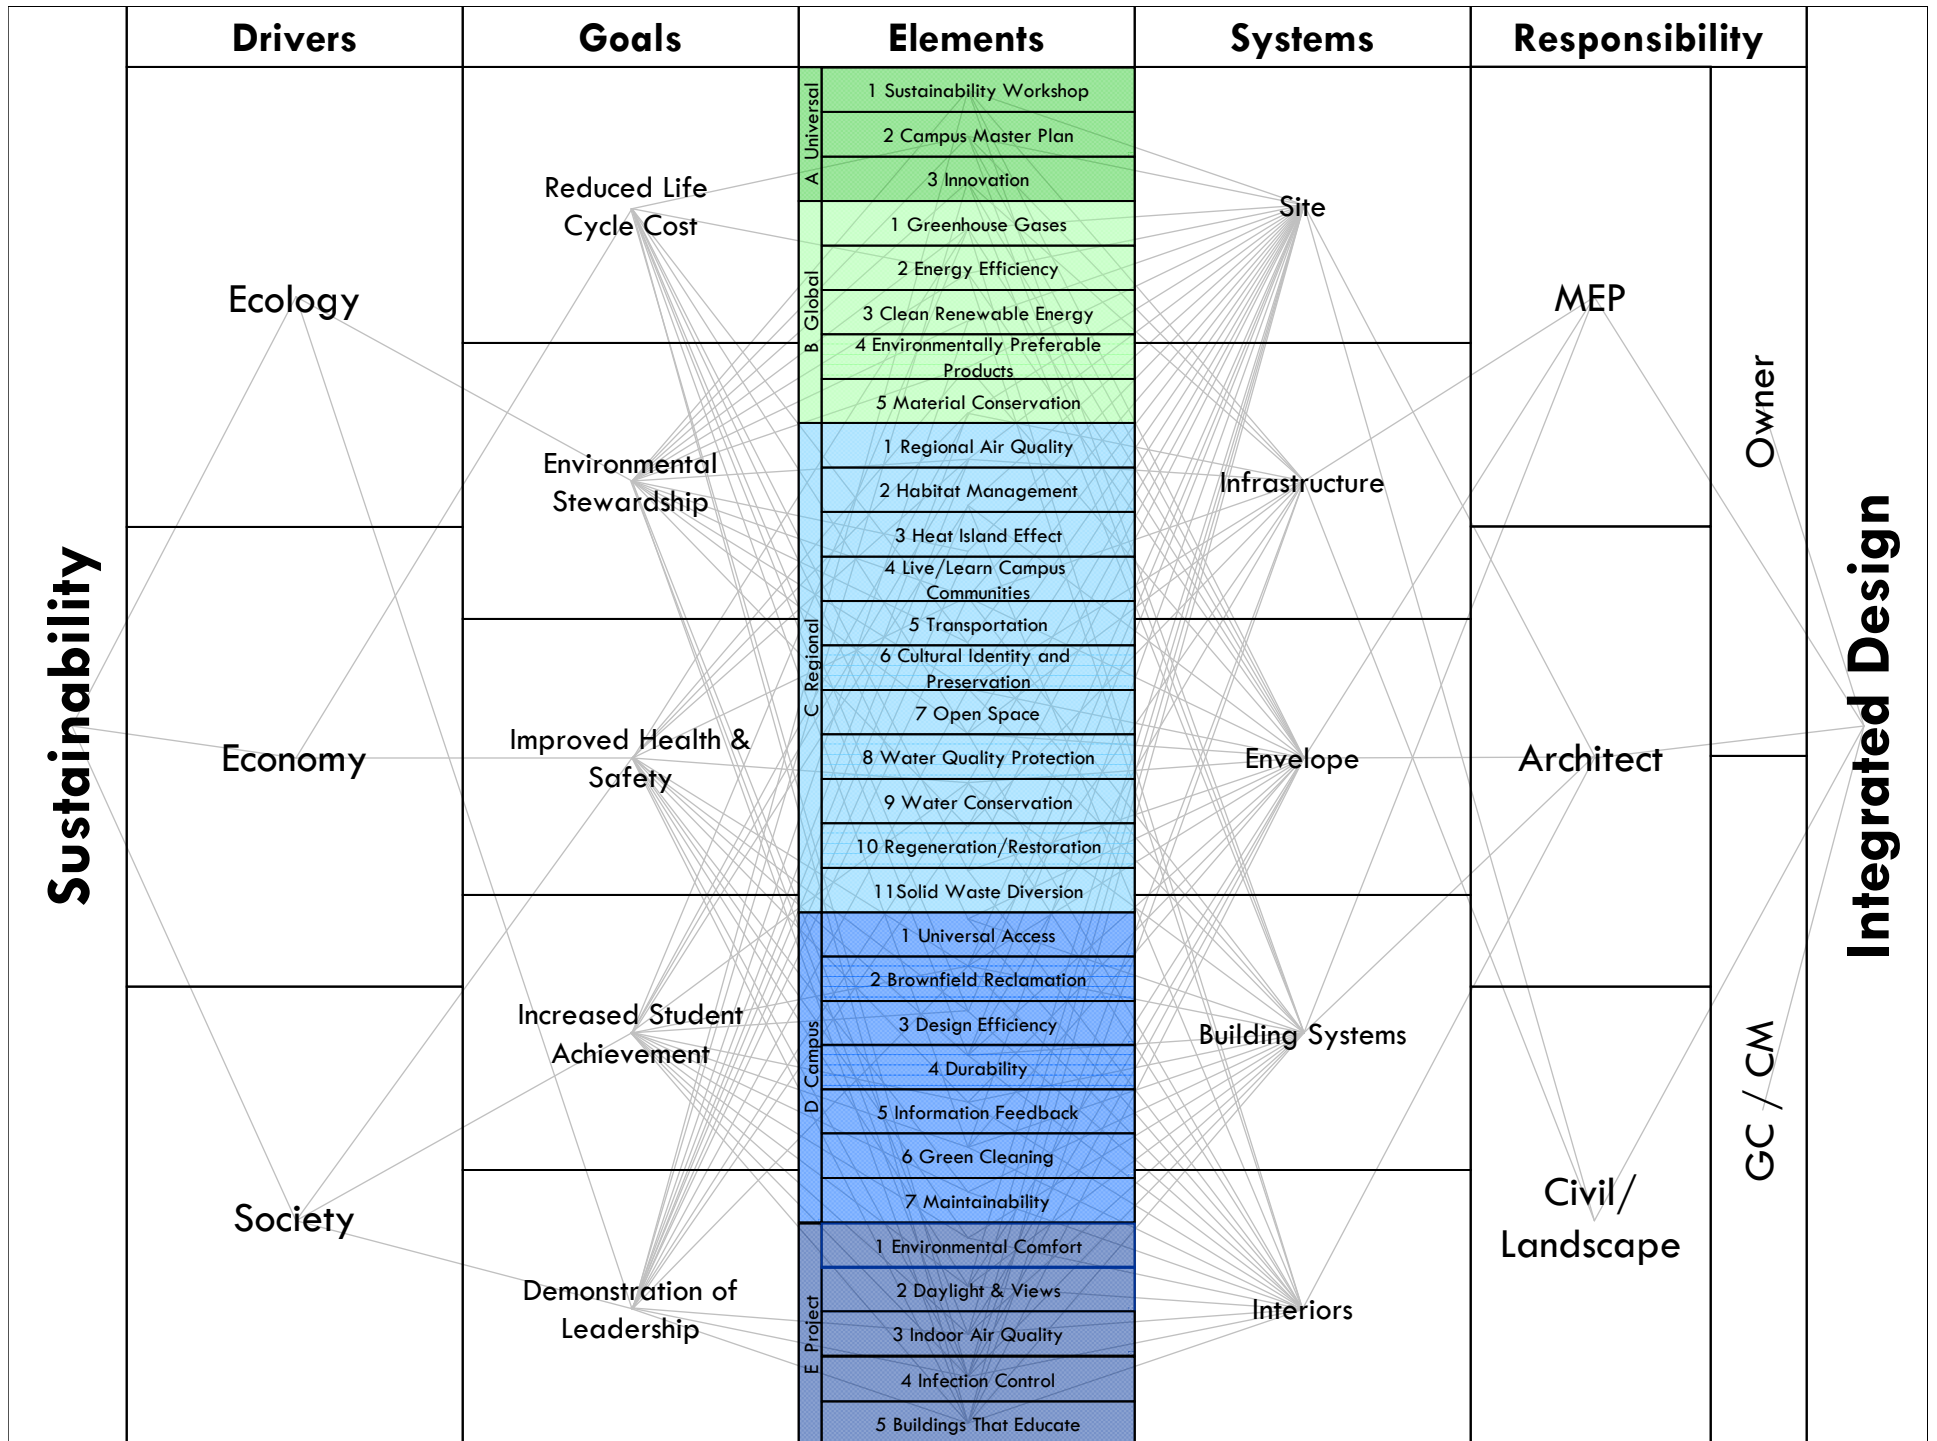 Sustainability
Drivers
Ecology
Economy
Society
Goals
Reduced Life
Cycle Cost
Environmental
Stewardship
Improved Health &
Safety
Increased Student
Achievement
Demonstration of
Leadership
Elements
A Universal
1 Sustainability Workshop
2 Campus Master Plan
3 Innovation
B Global
1 Greenhouse Gases
2 Energy Efficiency
3 Clean Renewable Energy
4 Environmentally Preferable
Products
5 Material Conservation
C Regional
1 Regional Air Quality
2 Habitat Management
3 Heat Island Effect
4 Live/Learn Campus
Communities
5 Transportation
6 Cultural Identity and
Preservation
7 Open Space
8 Water Quality Protection
9 Water Conservation
10 Regeneration/Restoration
11Solid Waste Diversion
D Campus
1 Universal Access
2 Brownfield Reclamation
3 Design Efficiency
4 Durability
5 Information Feedback
6 Green Cleaning
7 Maintainability
E Project
1 Environmental Comfort
2 Daylight & Views
3 Indoor Air Quality
4 Infection Control
5 Buildings That Educate
Systems
Site
Infrastructure
Envelope
Building Systems
Interiors
Responsibility
MEP
Architect
Civil/
Landscape
Owner
GC / CM
Integrated Design